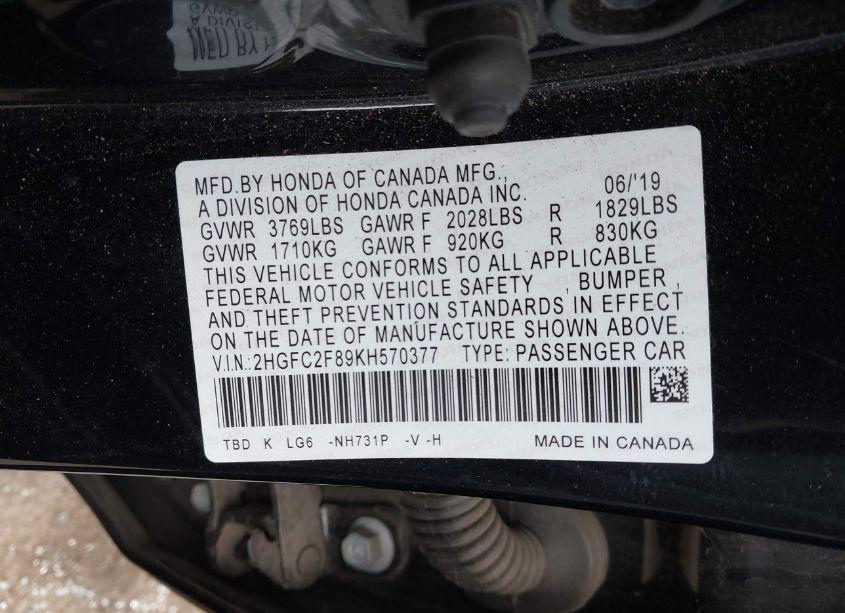 MFD.BY HONDA OF CANADA MFG., 06/'19
A DIVISION OF HONDA CANADA INC.
GVWR 3769LBS GAWR F 2028LBS R 1829LBS
GVWR 1710KG GAWR F 920KG R 830KG
THIS VEHICLE CONFORMS TO ALL APPLICABLE
FEDERAL MOTOR VEHICLE SAFETY , BUMPER ,
AND THEFT PREVENTION STANDARDS IN EFFECT
ON THE DATE OF MANUFACTURE SHOWN ABOVE.
V.I.N.:2HGFC2F89KH570377 TYPE: PASSENGER CAR
TBD K LG6 -NH731P -V -H MADE IN CANADA